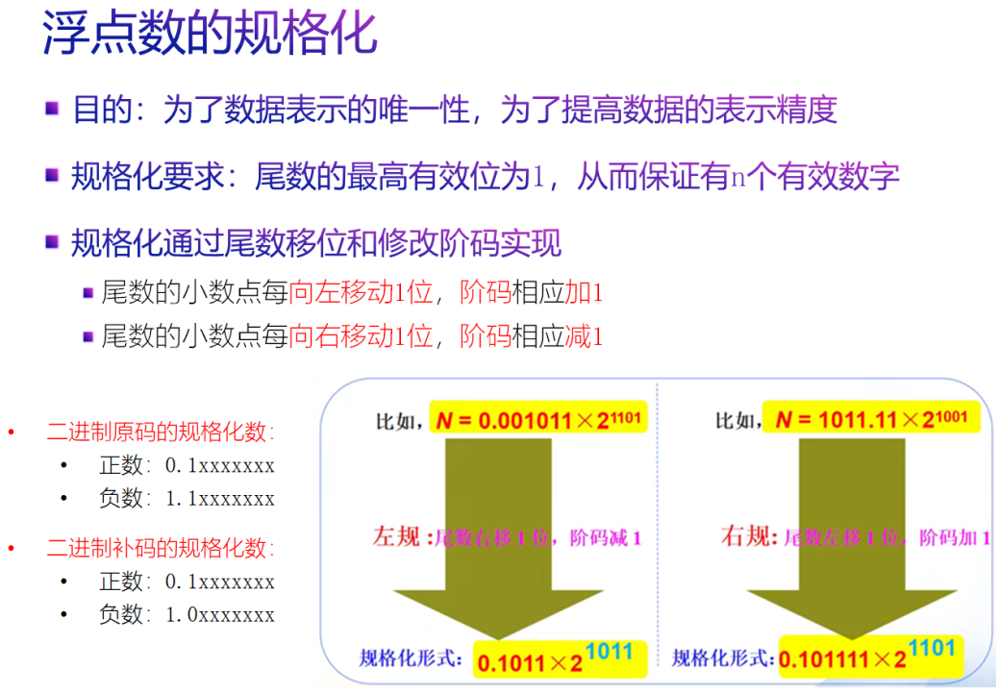 浮点数的规格化
目的：为了数据表示的唯一性，为了提高数据的表示精度
规格化要求：尾数的最高有效位为1，从而保证有n个有效数字
规格化通过尾数移位和修改阶码实现
尾数的小数点每向左移动1位，阶码相应加1
尾数的小数点每向右移动1位，阶码相应减1
• 二进制原码的规格化数：
• 正数：0.1xxxxxxx
• 负数：1.1xxxxxxx
• 二进制补码的规格化数：
• 正数：0.1xxxxxxx
• 负数：1.0xxxxxxx
比如，N = 0.001011×2^1101
左规：尾数右移 1 位，阶码减 1
规格化形式：0.1011×2^1011
比如，N = 1011.11×2^1001
右规：尾数左移 1 位，阶码加 1
规格化形式：0.101111×2^1101